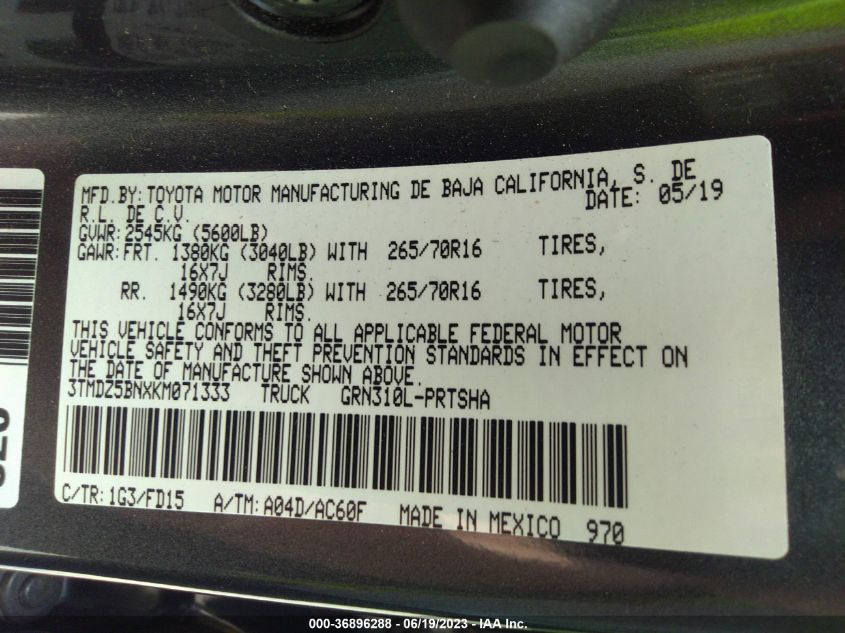 MFD.BY: TOYOTA MOTOR MANUFACTURING DE BAJA CALIFORNIA, S. DE
R.L. DE C.V. DATE: 05/19
GVWR: 2545KG (5600LB)
GAWR: FRT. 1380KG (3040LB) WITH 265/70R16 TIRES,
16X7J RIMS.
RR. 1490KG (3280LB) WITH 265/70R16 TIRES,
16X7J RIMS.
THIS VEHICLE CONFORMS TO ALL APPLICABLE FEDERAL MOTOR
VEHICLE SAFETY AND THEFT PREVENTION STANDARDS IN EFFECT ON
THE DATE OF MANUFACTURE SHOWN ABOVE.
3TMDZ5BNXKM071333 TRUCK GRN310L-PRTSHA
C/TR: 1G3/FD15 A/TM: A04D/AC60F MADE IN MEXICO 970
000-36896288 - 06/19/2023 - IAA Inc.